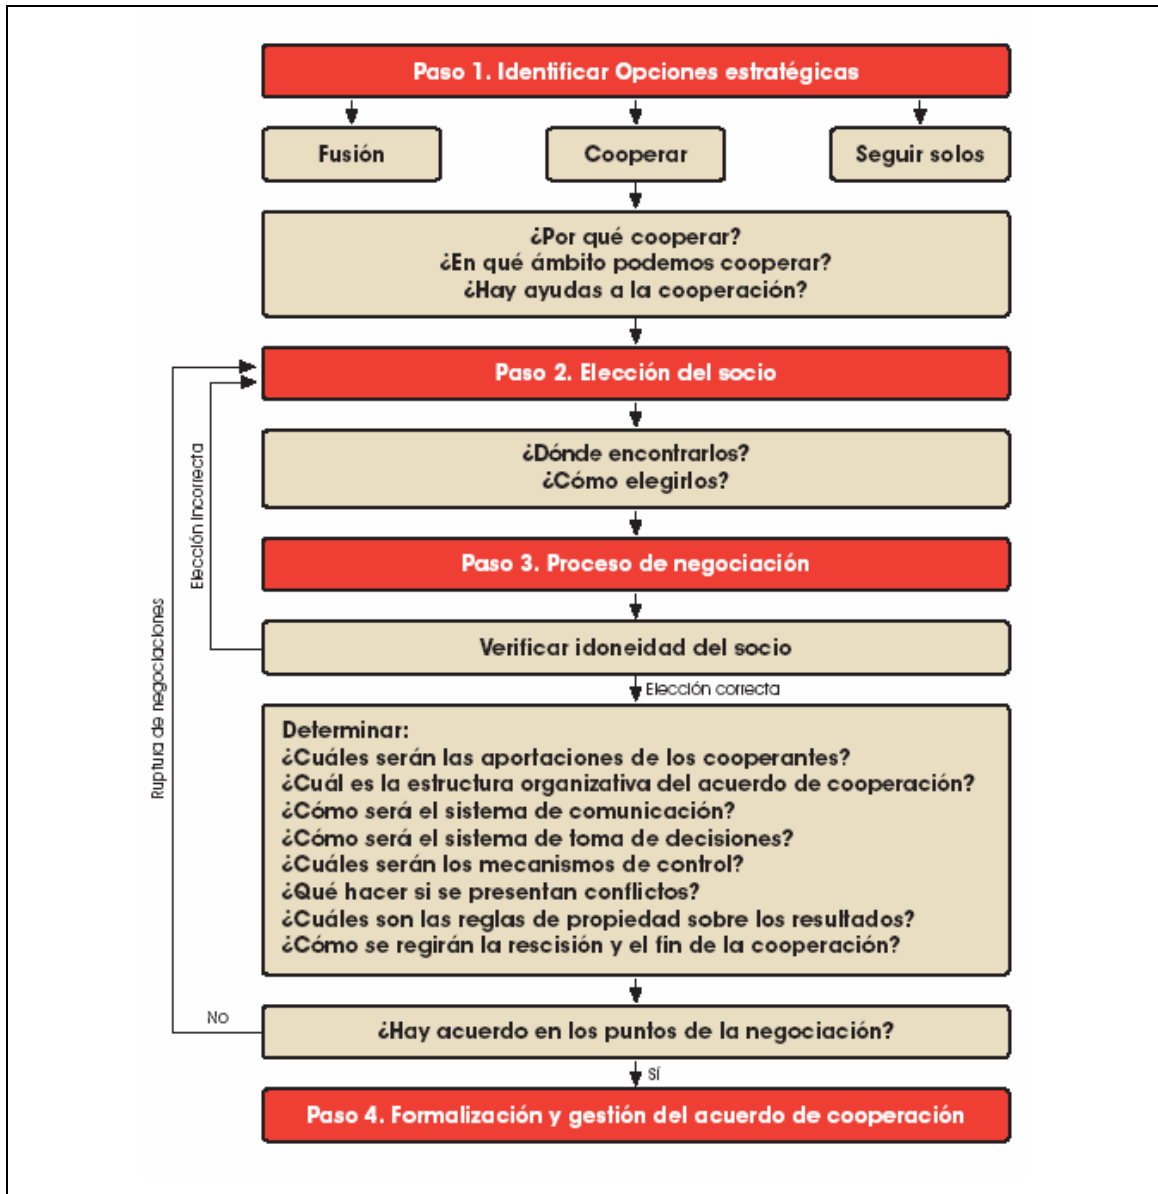 Paso 1. Identificar Opciones estratégicas
Fusión
Cooperar
Seguir solos
¿Por qué cooperar?
¿En qué ámbito podemos cooperar?
¿Hay ayudas a la cooperación?
Paso 2. Elección del socio
¿Dónde encontrarlos?
¿Cómo elegirlos?
Elección incorrecta
Paso 3. Proceso de negociación
Verificar idoneidad del socio
Elección correcta
Ruptura de negociaciones
Determinar:
¿Cuáles serán las aportaciones de los cooperantes?
¿Cuál es la estructura organizativa del acuerdo de cooperación?
¿Cómo será el sistema de comunicación?
¿Cómo será el sistema de toma de decisiones?
¿Cuáles serán los mecanismos de control?
¿Qué hacer si se presentan conflictos?
¿Cuáles son las reglas de propiedad sobre los resultados?
¿Cómo se regirán la rescisión y el fin de la cooperación?
No
¿Hay acuerdo en los puntos de la negociación?
Sí
Paso 4. Formalización y gestión del acuerdo de cooperación